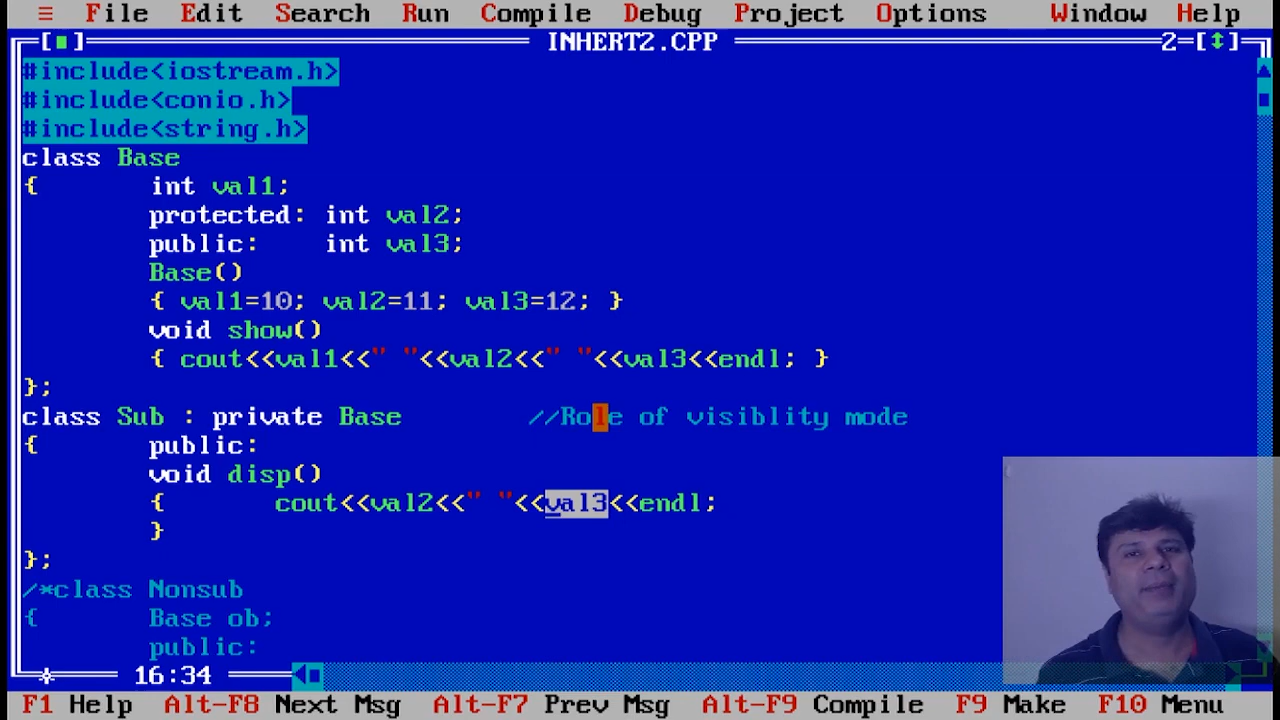 ≡ File Edit Search Run Compile Debug Project Options Window Help
[■] INHERT2.CPP 2=[↕]
#include<iostream.h>
#include<conio.h>
#include<string.h>
class Base
{ int val1;
protected: int val2;
public: int val3;
Base()
{ val1=10; val2=11; val3=12; }
void show()
{ cout<<val1<<" "<<val2<<" "<<val3<<endl; }
};
class Sub : private Base //Role of visiblity mode
{ public:
void disp()
{ cout<<val2<<" "<<val3<<endl;
}
};
/*class Nonsub
{ Base ob;
public:
16:34
F1 Help Alt-F8 Next Msg Alt-F7 Prev Msg Alt-F9 Compile F9 Make F10 Menu